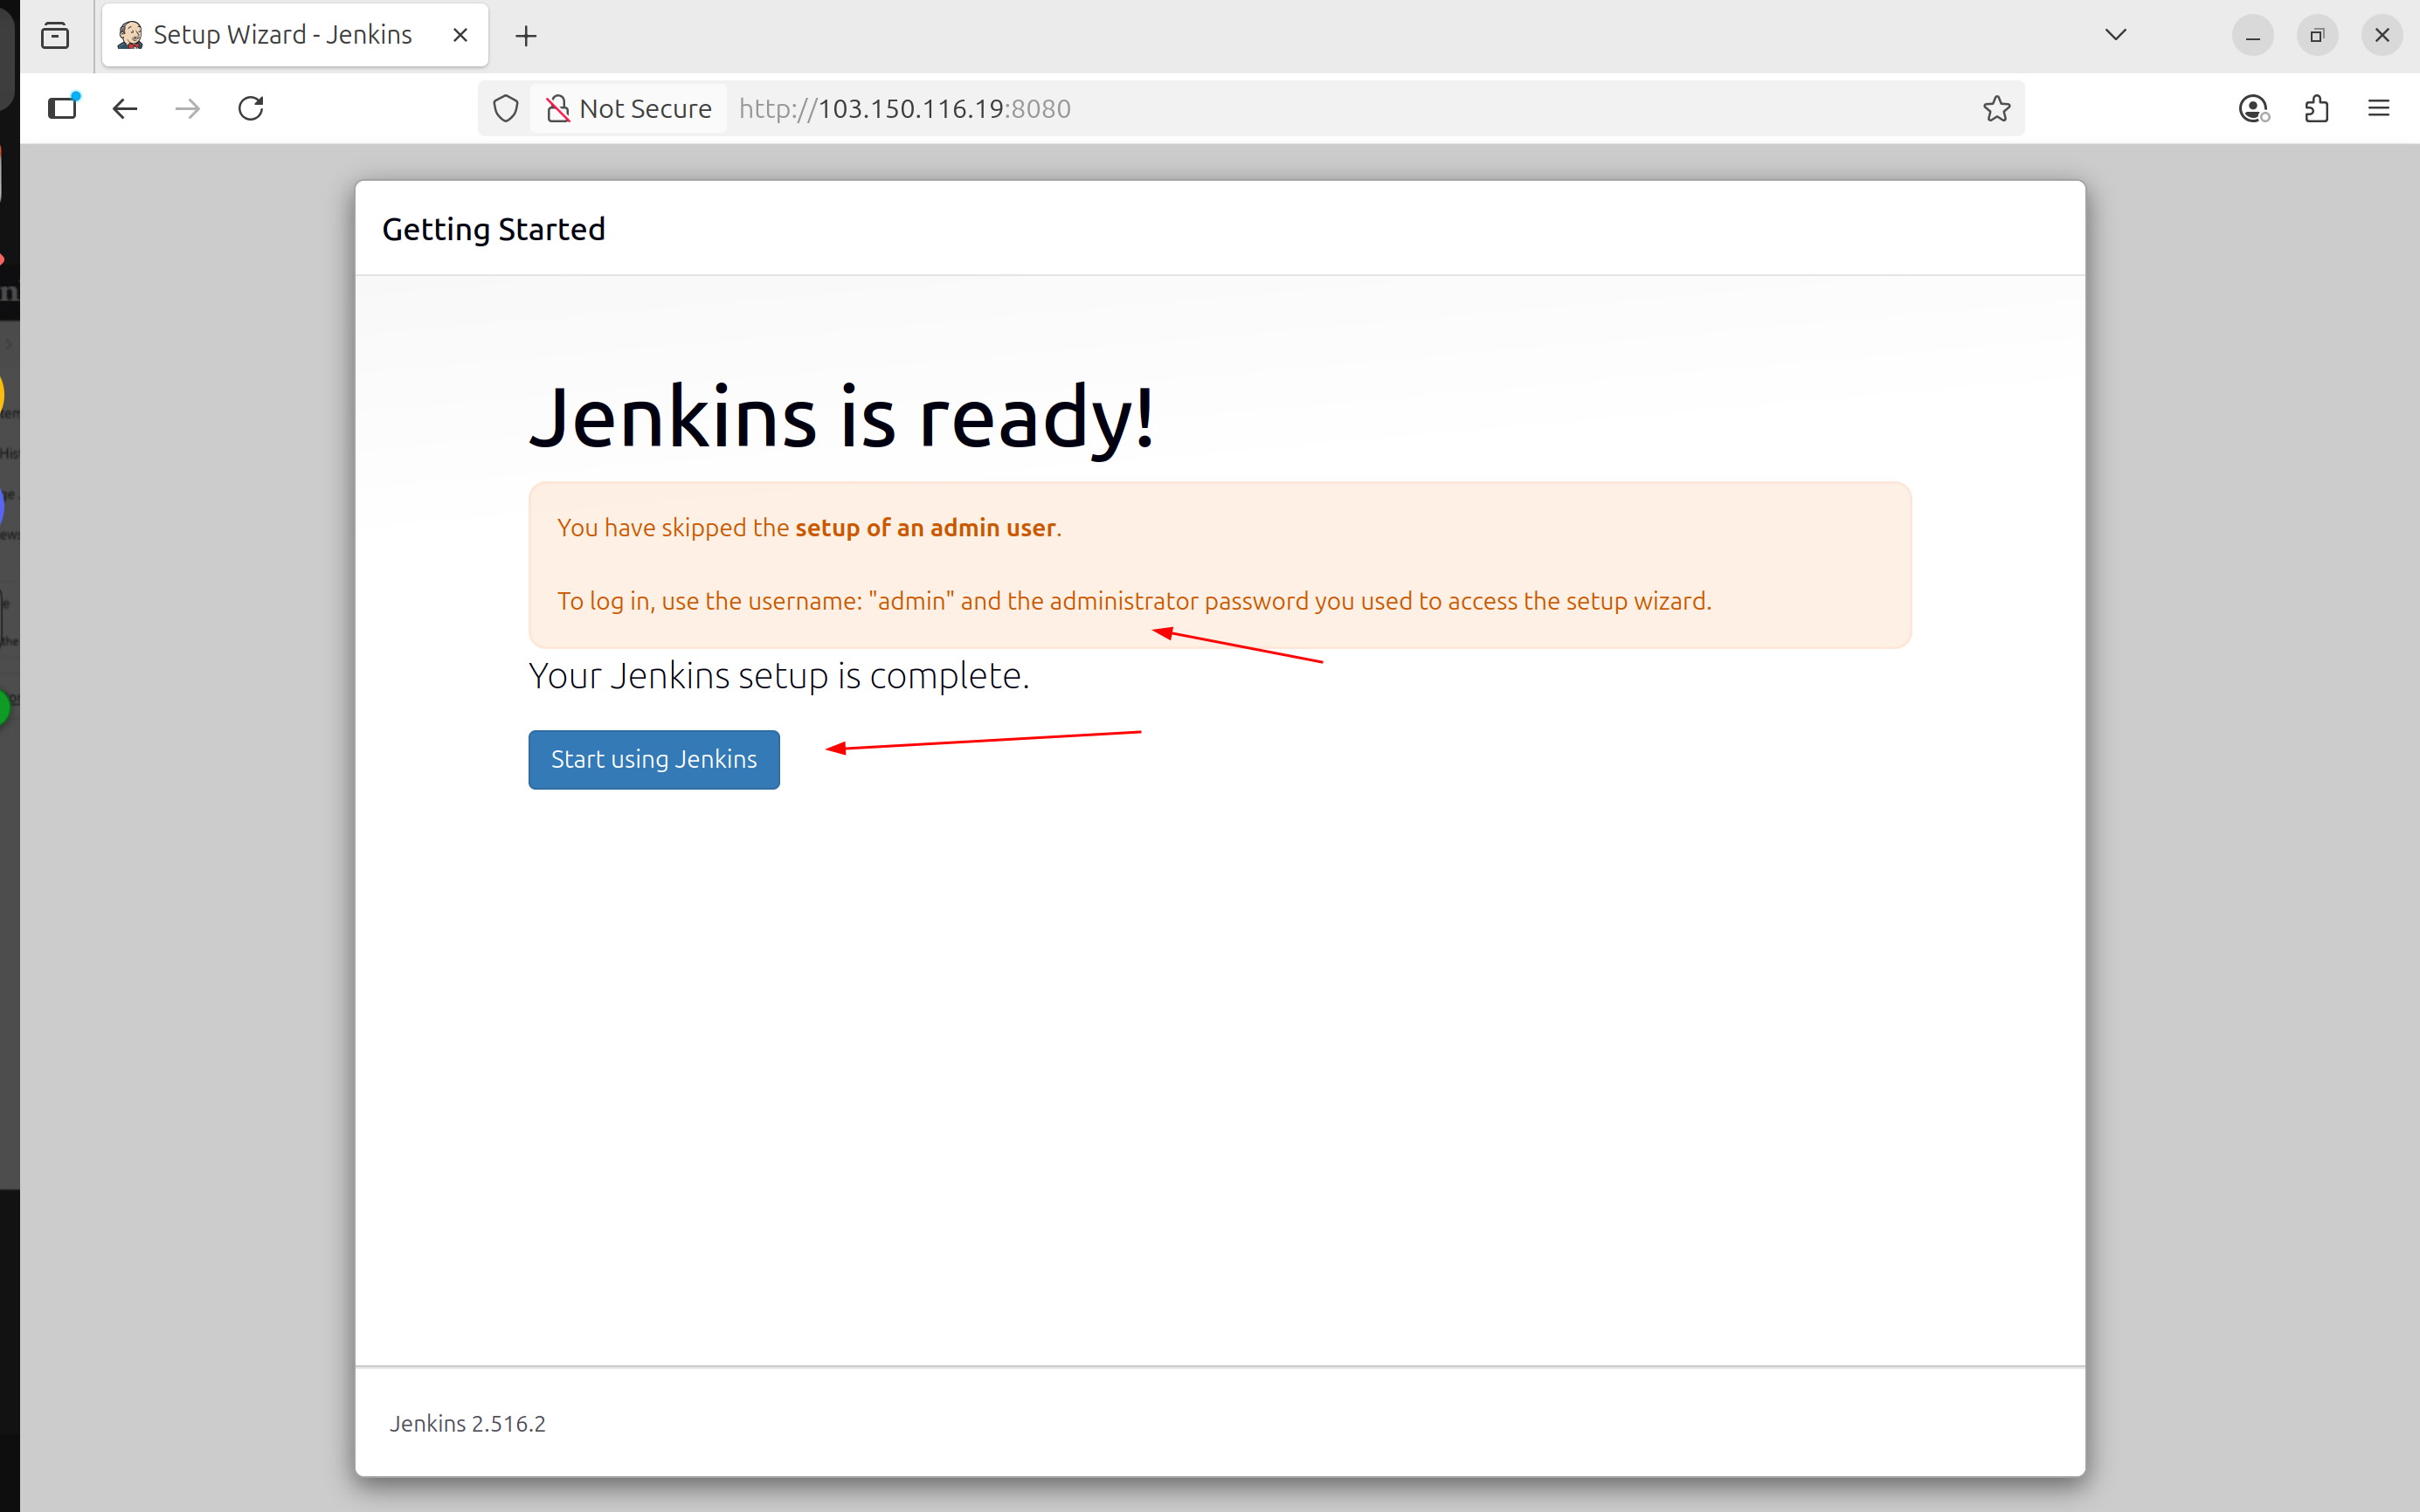 Setup Wizard - Jenkins
Not Secure http://103.150.116.19:8080
Getting Started
Jenkins is ready!
You have skipped the setup of an admin user.
To log in, use the username: "admin" and the administrator password you used to access the setup wizard.
Your Jenkins setup is complete.
Start using Jenkins
Jenkins 2.516.2